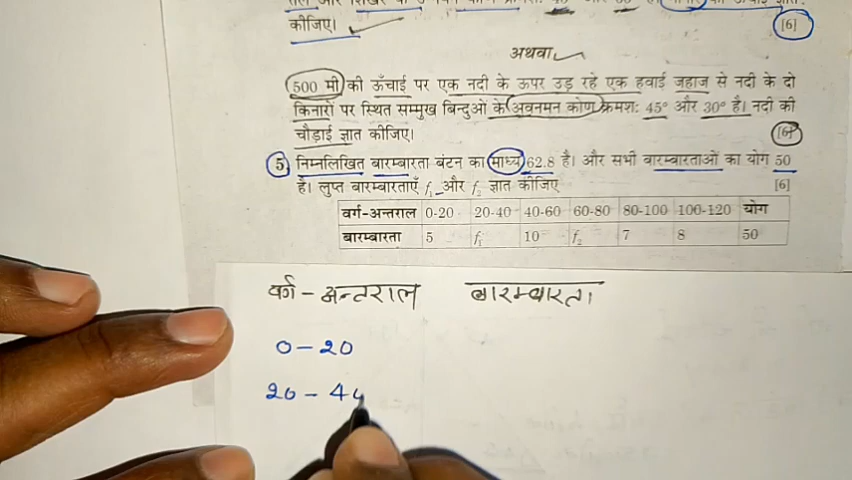 कीजिए। [6]
अथवा
500 मी की ऊँचाई पर एक नदी के ऊपर उड़ रहे एक हवाई जहाज से नदी के दो
किनारों पर स्थित सम्मुख बिन्दुओं के अवनमन कोण क्रमशः 45° और 30° है। नदी की
चौड़ाई ज्ञात कीजिए। [6]
5 निम्नलिखित बारम्बारता बंटन का माध्य 62.8 है। और सभी बारम्बारताओं का योग 50
है। लुप्त बारम्बारताएँ f₁ और f₂ ज्ञात कीजिए [6]
वर्ग-अन्तराल 0-20 20-40 40-60 60-80 80-100 100-120 योग
बारम्बारता 5 f₁ 10 f₂ 7 8 50
वर्ग - अन्तराल बारम्बारता
0 - 20
20 - 40